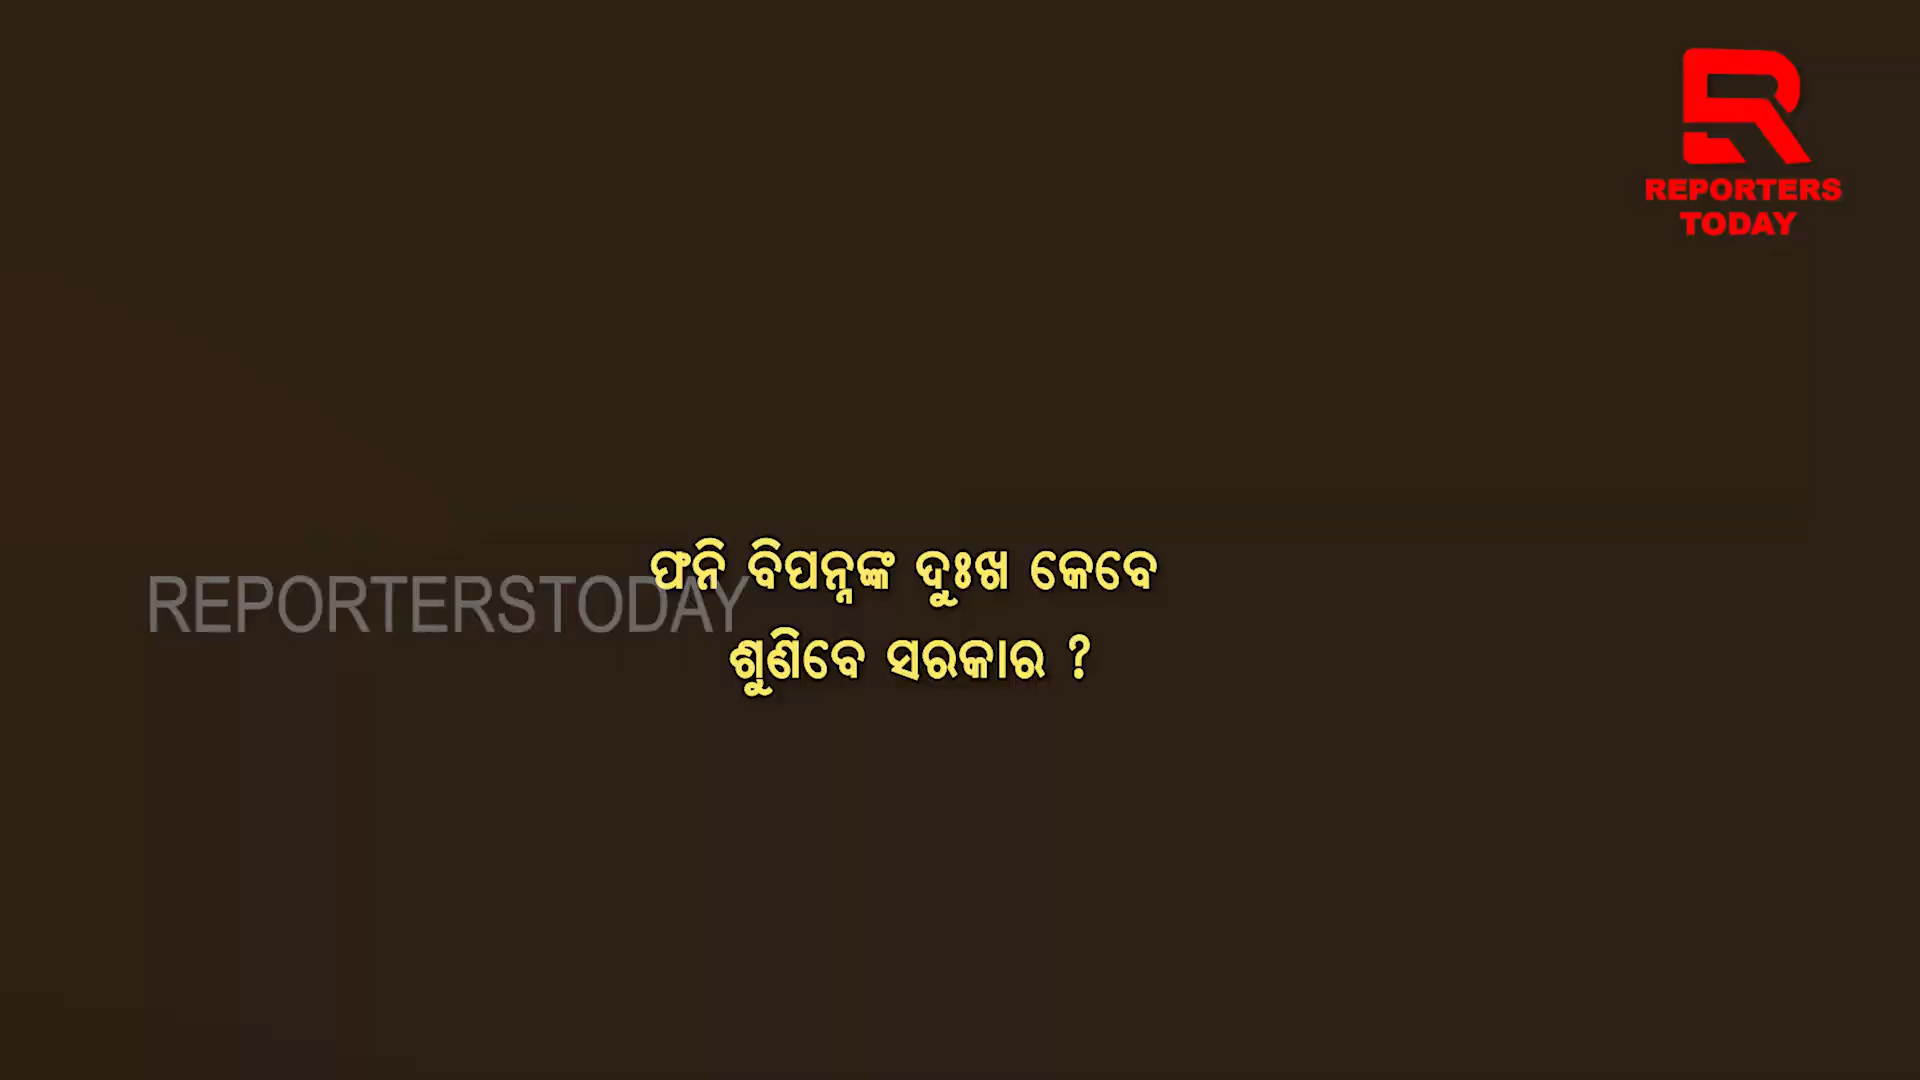 REPORTERS
TODAY
REPORTERSTODAY
ଫନି ବିପନ୍ନଙ୍କ ଦୁଃଖ କେବେ
ଶୁଣିବେ ସରକାର ?